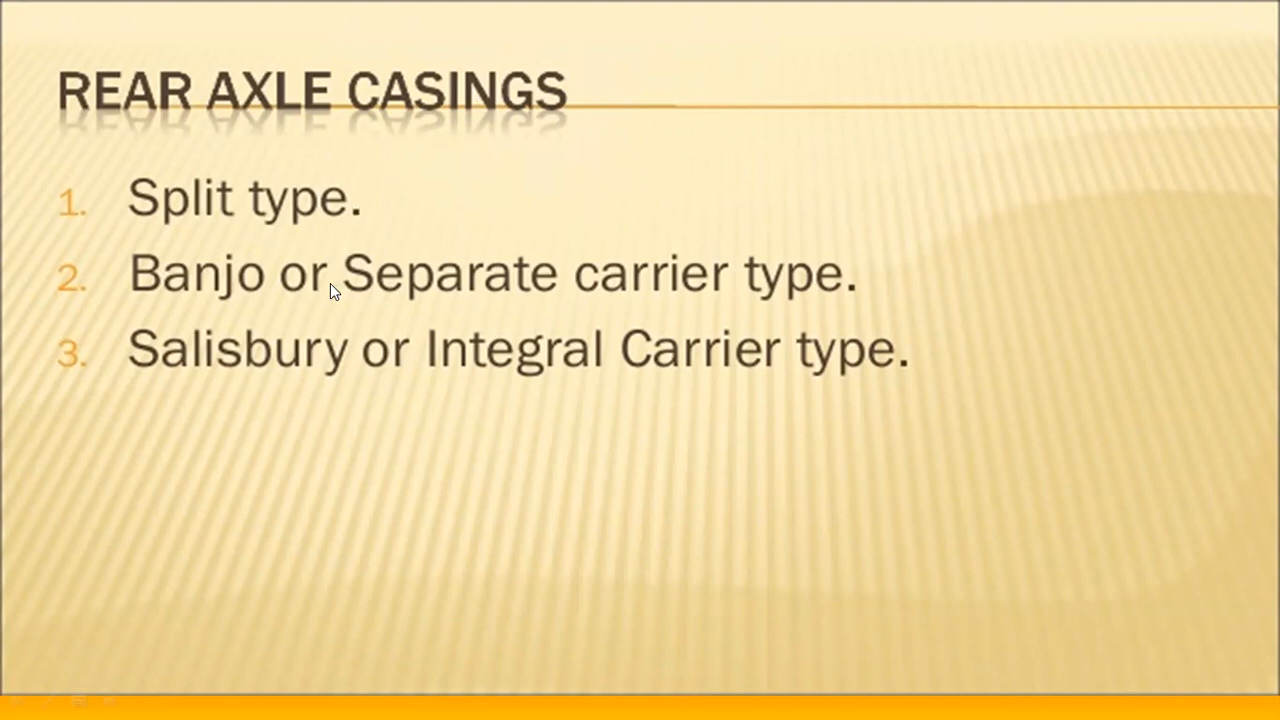 REAR AXLE CASINGS
1. Split type.
2. Banjo or Separate carrier type.
3. Salisbury or Integral Carrier type.